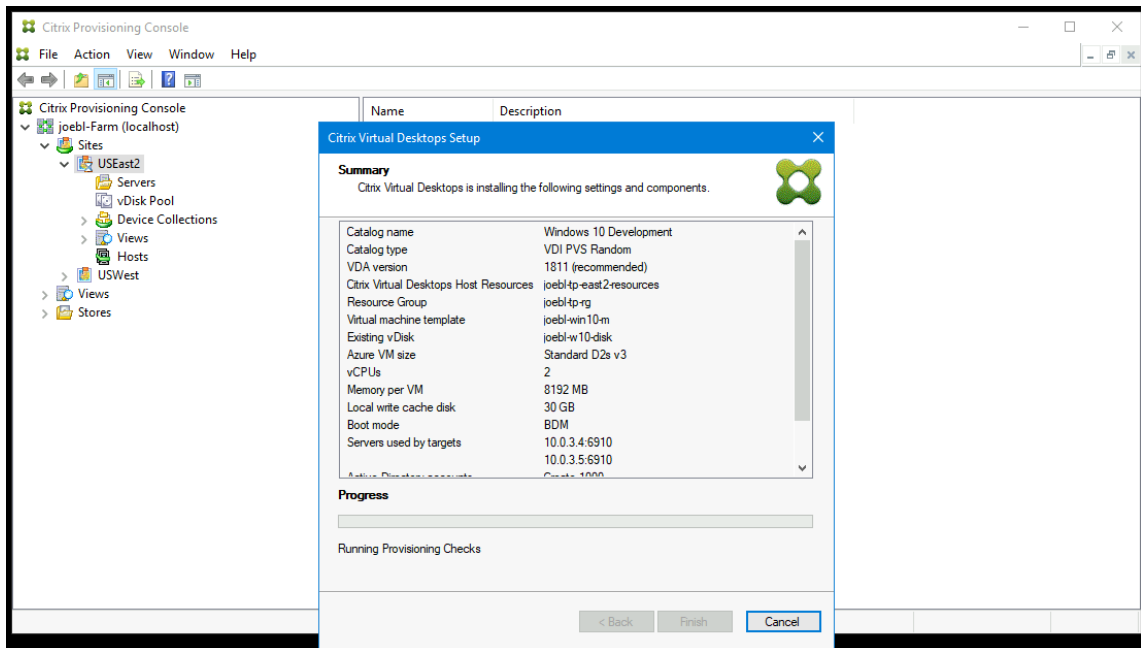 Citrix Provisioning Console
File Action View Window Help
Citrix Provisioning Console
joebl-Farm (localhost)
Sites
USEast2
Servers
vDisk Pool
Device Collections
Views
Hosts
USWest
Views
Stores
Name Description
Citrix Virtual Desktops Setup
Summary
Citrix Virtual Desktops is installing the following settings and components.
Catalog name Windows 10 Development
Catalog type VDI PVS Random
VDA version 1811 (recommended)
Citrix Virtual Desktops Host Resources joebl-tp-east2-resources
Resource Group joebl-tp-rg
Virtual machine template joebl-win10-m
Existing vDisk joebl-w10-disk
Azure VM size Standard D2s v3
vCPUs 2
Memory per VM 8192 MB
Local write cache disk 30 GB
Boot mode BDM
Servers used by targets 10.0.3.4:6910
10.0.3.5:6910
Active Directory accounts Create 1000
Progress
Running Provisioning Checks
< Back Finish Cancel